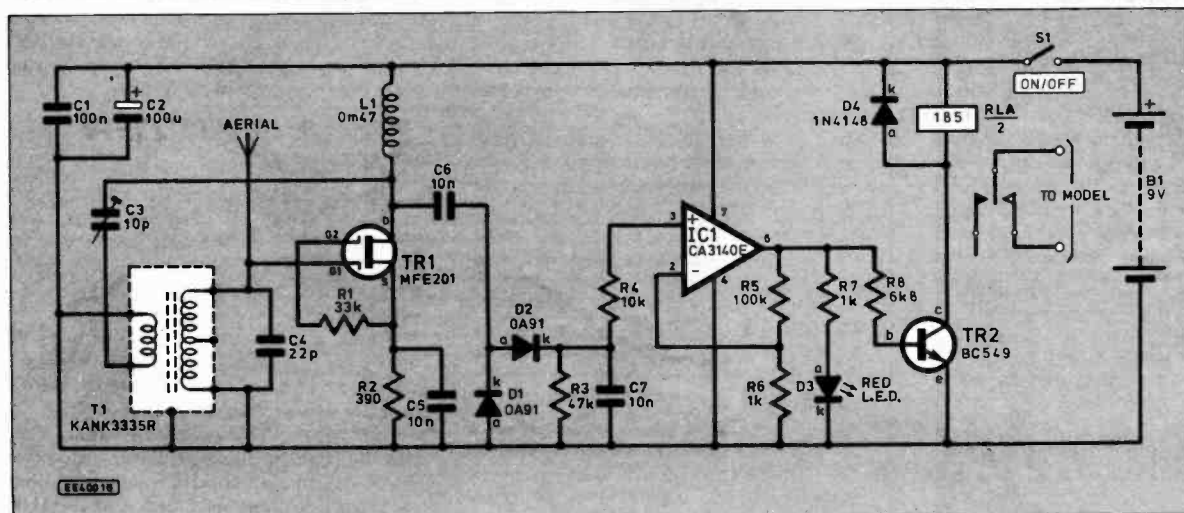 S1
ON/OFF
C1
100n
+
C2
100u
AERIAL
L1
0m47
C6
10n
k
D4
1N4148
a
185
RLA
2
+
B1
9V
TO MODEL
C3
10p
G2
G1
D
S
TR1
MFE201
R1
33k
3
2
+
-
7
IC1
CA3140E
4
6
R4
10k
R5
100k
R7
1k
R8
6k8
C4
22p
D2
OA91
a
k
b
c
e
TR2
BC549
T1
KANK3335R
R2
390
C5
10n
k
D1
OA91
a
R3
47k
C7
10n
R6
1k
a
D3
k
RED
L.E.D.
EE4001G